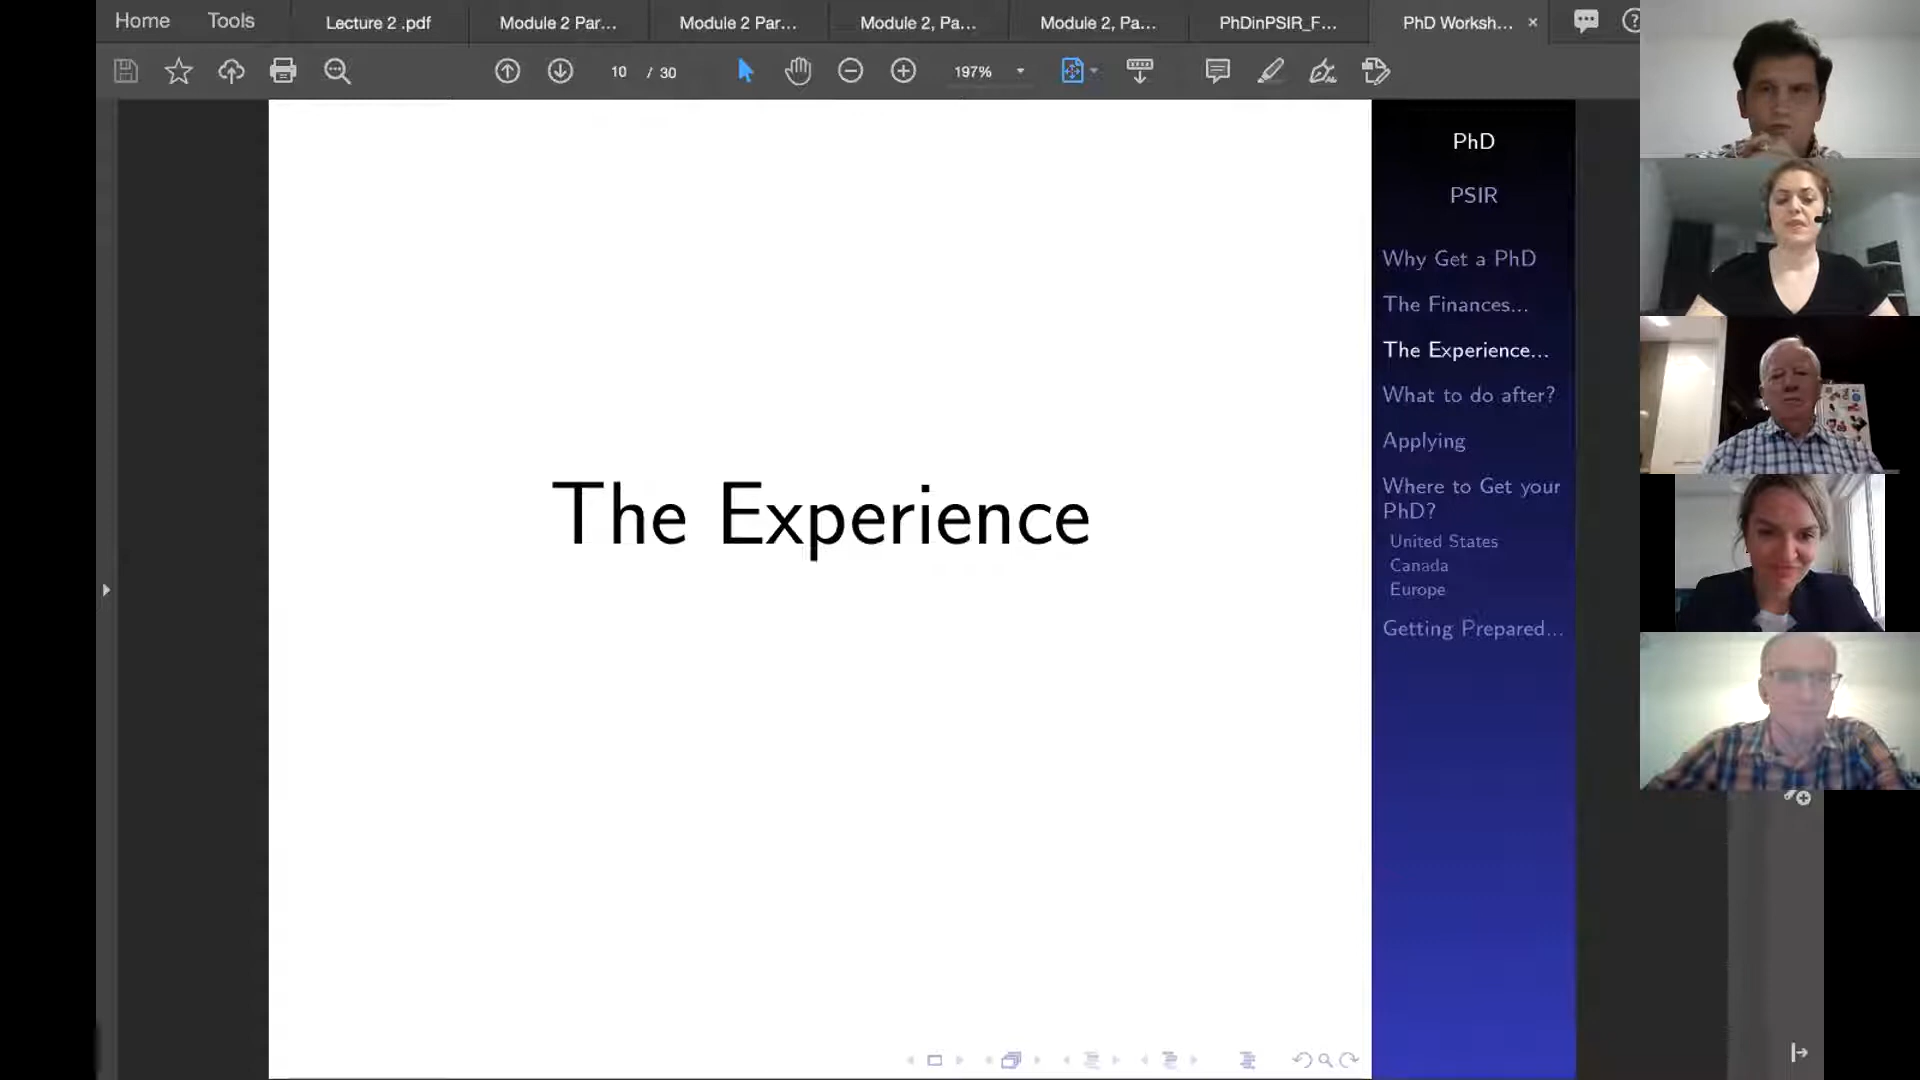 Home Tools Lecture 2 .pdf Module 2 Par... Module 2 Par... Module 2, Pa... Module 2, Pa... PhDinPSIR_F... PhD Worksh... ×
10 / 30 197%
The Experience
PhD
PSIR
Why Get a PhD
The Finances...
The Experience...
What to do after?
Applying
Where to Get your
PhD?
United States
Canada
Europe
Getting Prepared...